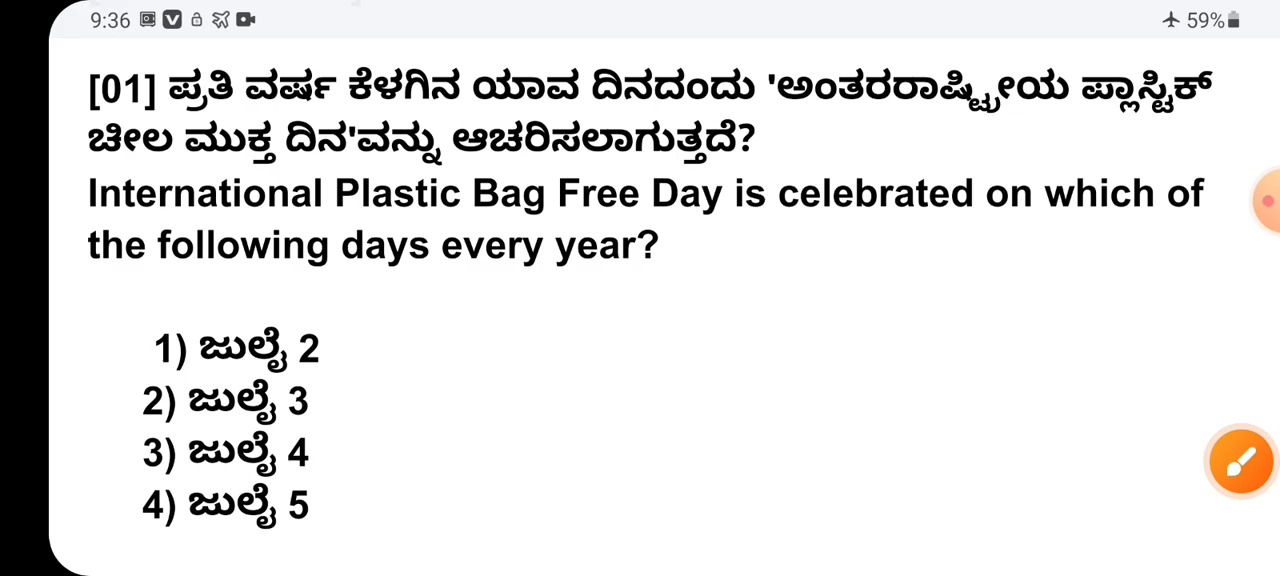 9:36 59%
[01] ಪ್ರತಿ ವರ್ಷ ಕೆಳಗಿನ ಯಾವ ದಿನದಂದು 'ಅಂತರರಾಷ್ಟ್ರೀಯ ಪ್ಲಾಸ್ಟಿಕ್
ಚೀಲ ಮುಕ್ತ ದಿನ'ವನ್ನು ಆಚರಿಸಲಾಗುತ್ತದೆ?
International Plastic Bag Free Day is celebrated on which of
the following days every year?
1) ಜುಲೈ 2
2) ಜುಲೈ 3
3) ಜುಲೈ 4
4) ಜುಲೈ 5